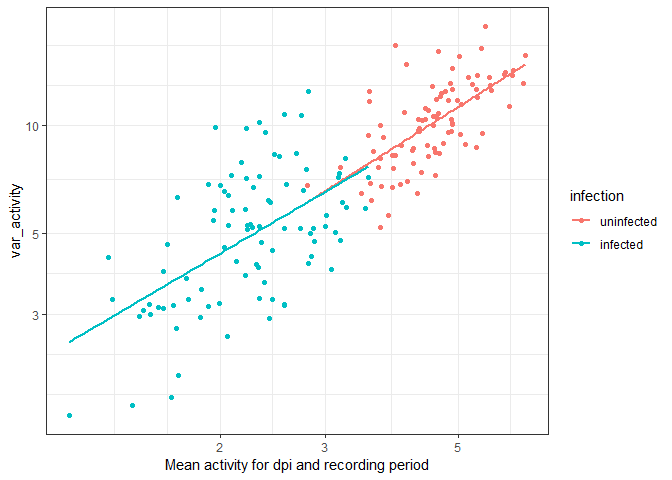 10
5
3
var_activity
2
3
5
Mean activity for dpi and recording period
infection
uninfected
infected